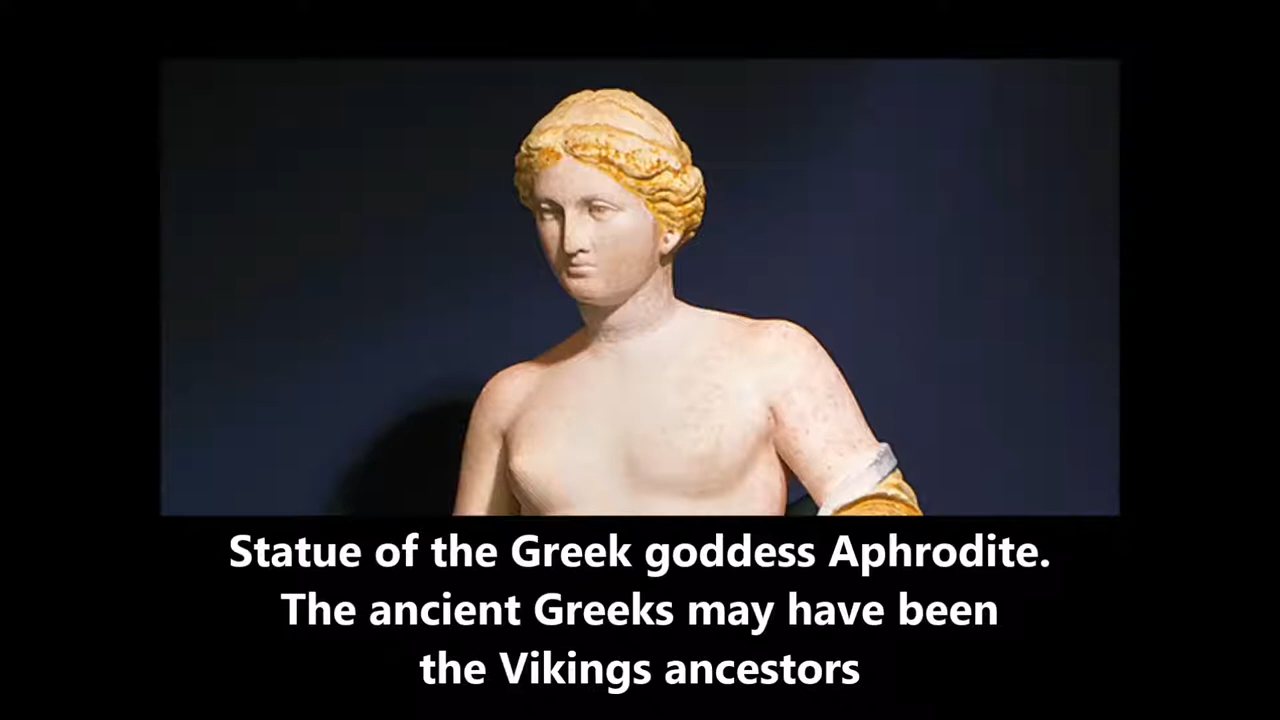 Statue of the Greek goddess Aphrodite.
The ancient Greeks may have been
the Vikings ancestors